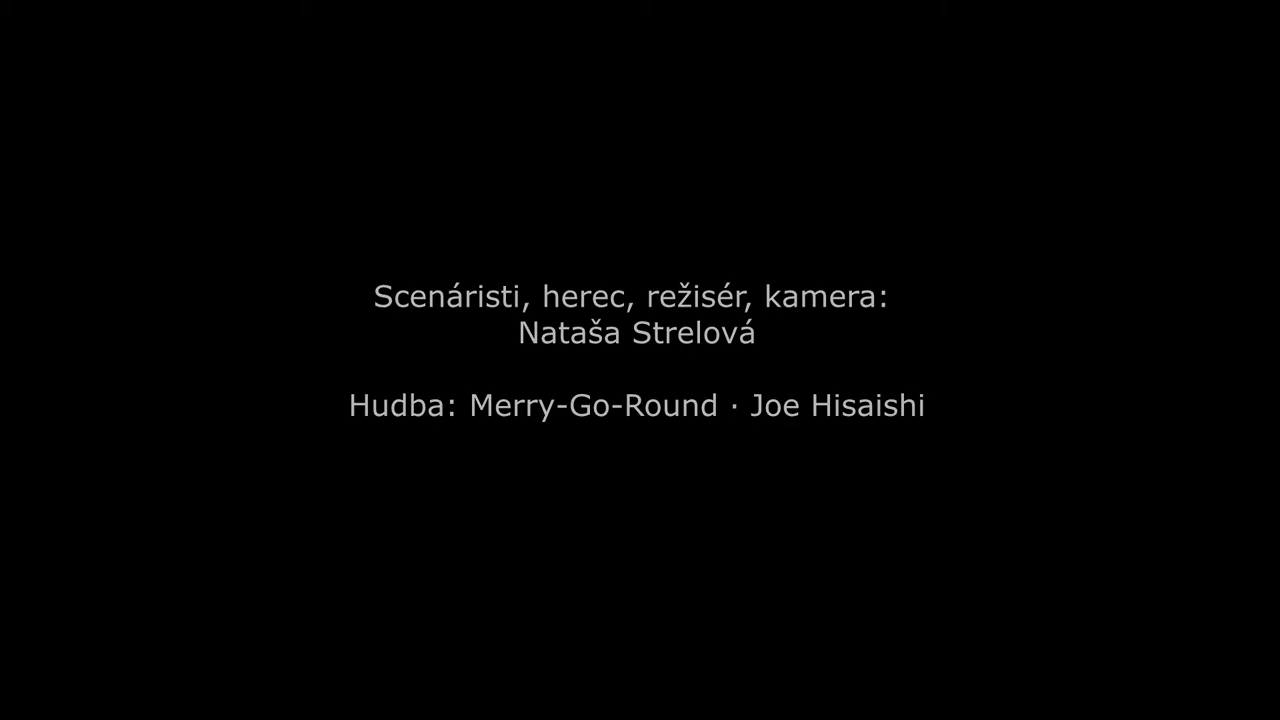 Scenáristi, herec, režisér, kamera:
Nataša Strelová
Hudba: Merry-Go-Round · Joe Hisaishi